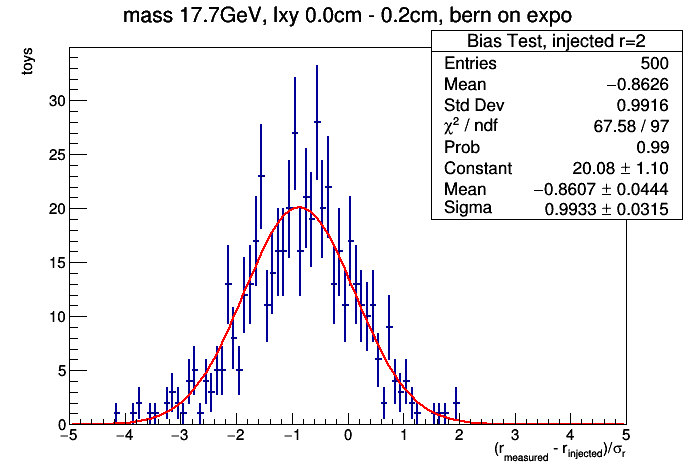 mass 17.7GeV, lxy 0.0cm - 0.2cm, bern on expo
Bias Test, injected r=2
Entries 500
Mean −0.8626
Std Dev 0.9916
χ² / ndf 67.58 / 97
Prob 0.99
Constant 20.08 ± 1.10
Mean −0.8607 ± 0.0444
Sigma 0.9933 ± 0.0315
toys
30
25
20
15
10
5
0
−5 −4 −3 −2 −1 0 1 2 3 4 5
(r_measured - r_injected)/σ_r